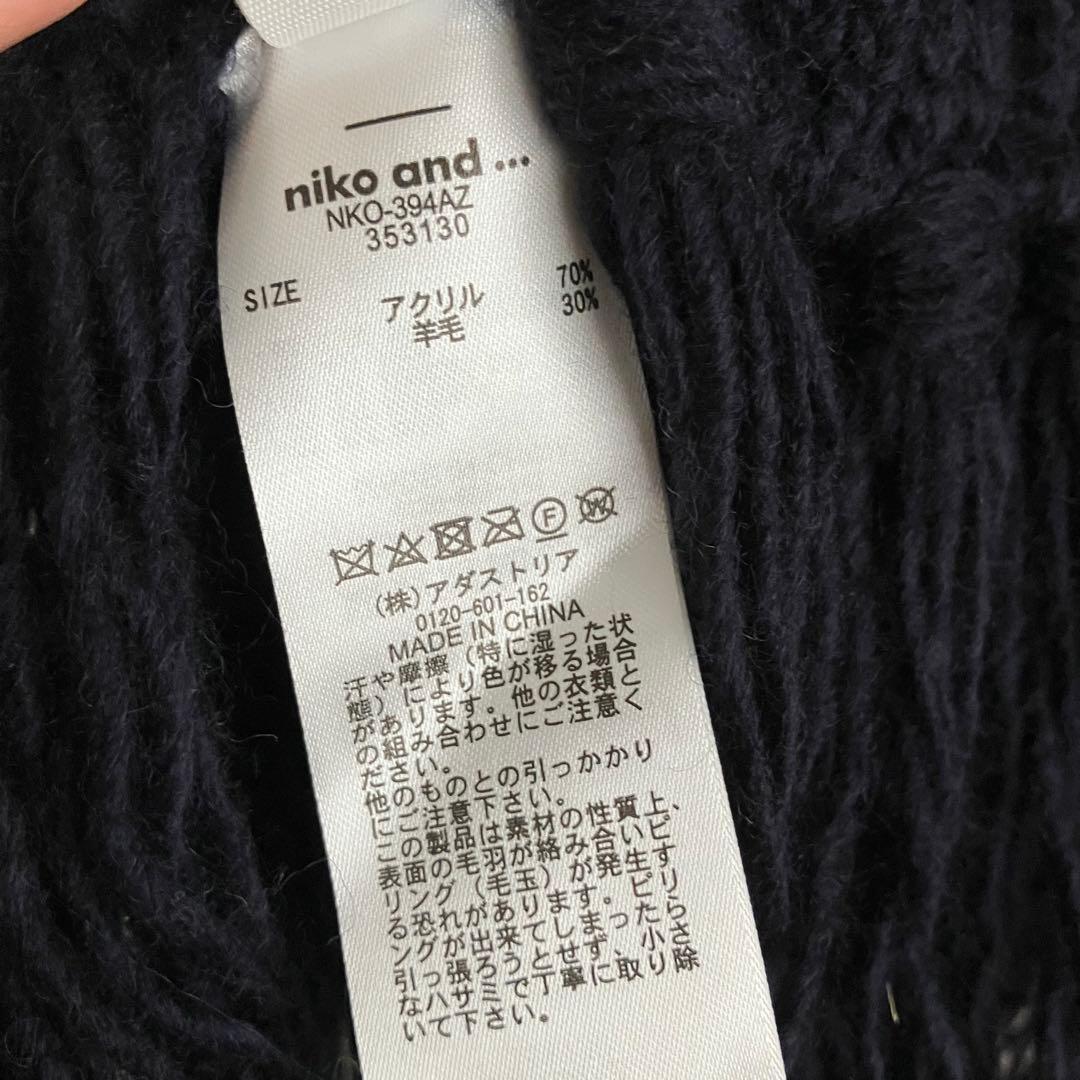 niko and ...
NKO-394AZ
353130
SIZE
アクリル 70%
羊毛 30%
F W
(株)アダストリア
0120-601-162
MADE IN CHINA
汗や摩擦(特に湿った状
態)により色が移る場合
があります。他の衣類と
の組み合わせにご注意く
ださい。
他のものとの引っかかり
にご注意下さい。
この製品は素材の性質上、
表面の毛羽が絡み合いピ
リング(毛玉)が発生す
る恐れがあります。ピリ
ングが出来てしまったら
引っ張ろうとせず、小さ
ないハサミで丁寧に取り除
いて下さい。